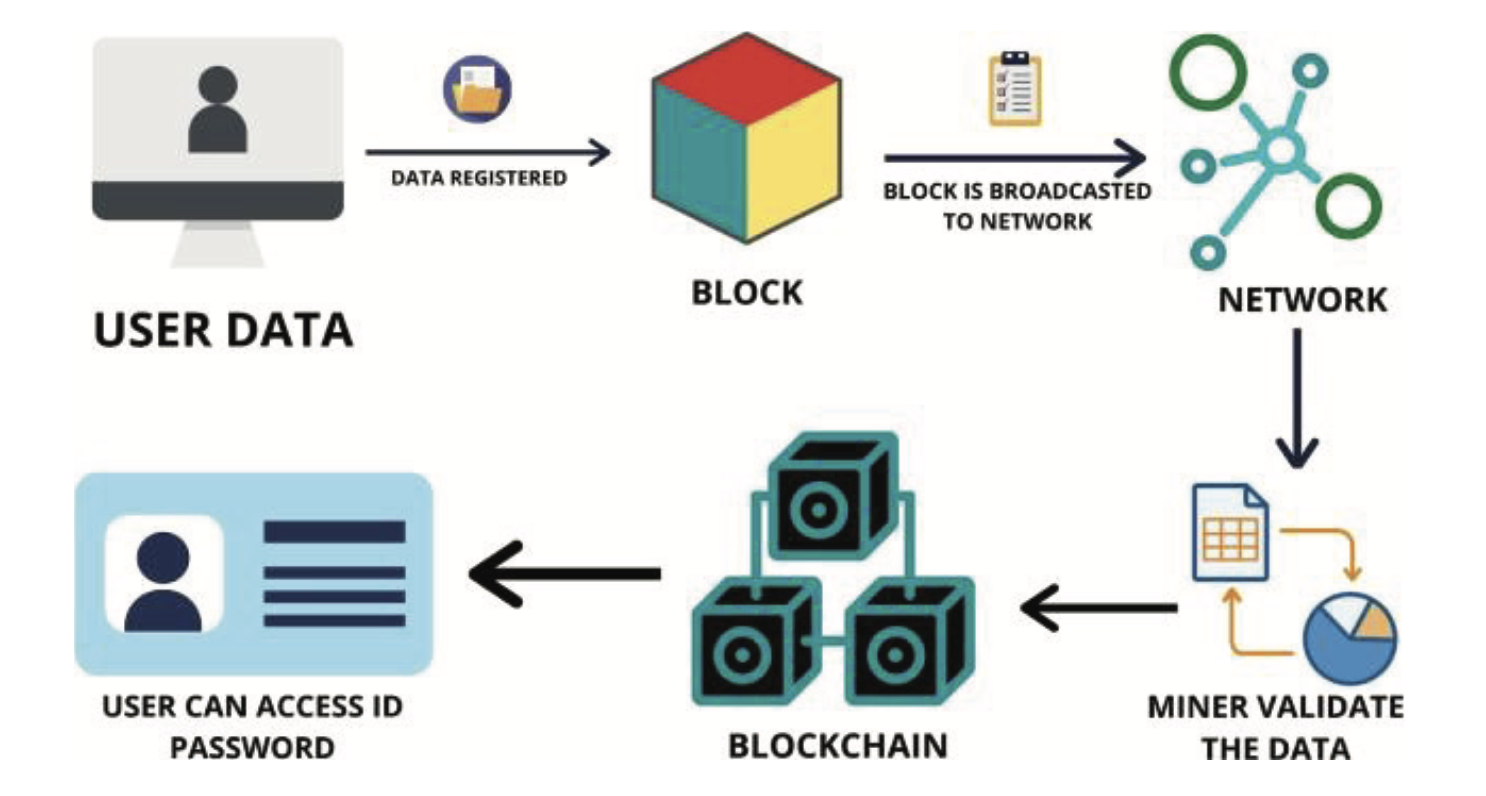 DATA REGISTERED
BLOCK IS BROADCASTED
TO NETWORK
USER DATA
BLOCK
NETWORK
USER CAN ACCESS ID
PASSWORD
BLOCKCHAIN
MINER VALIDATE
THE DATA